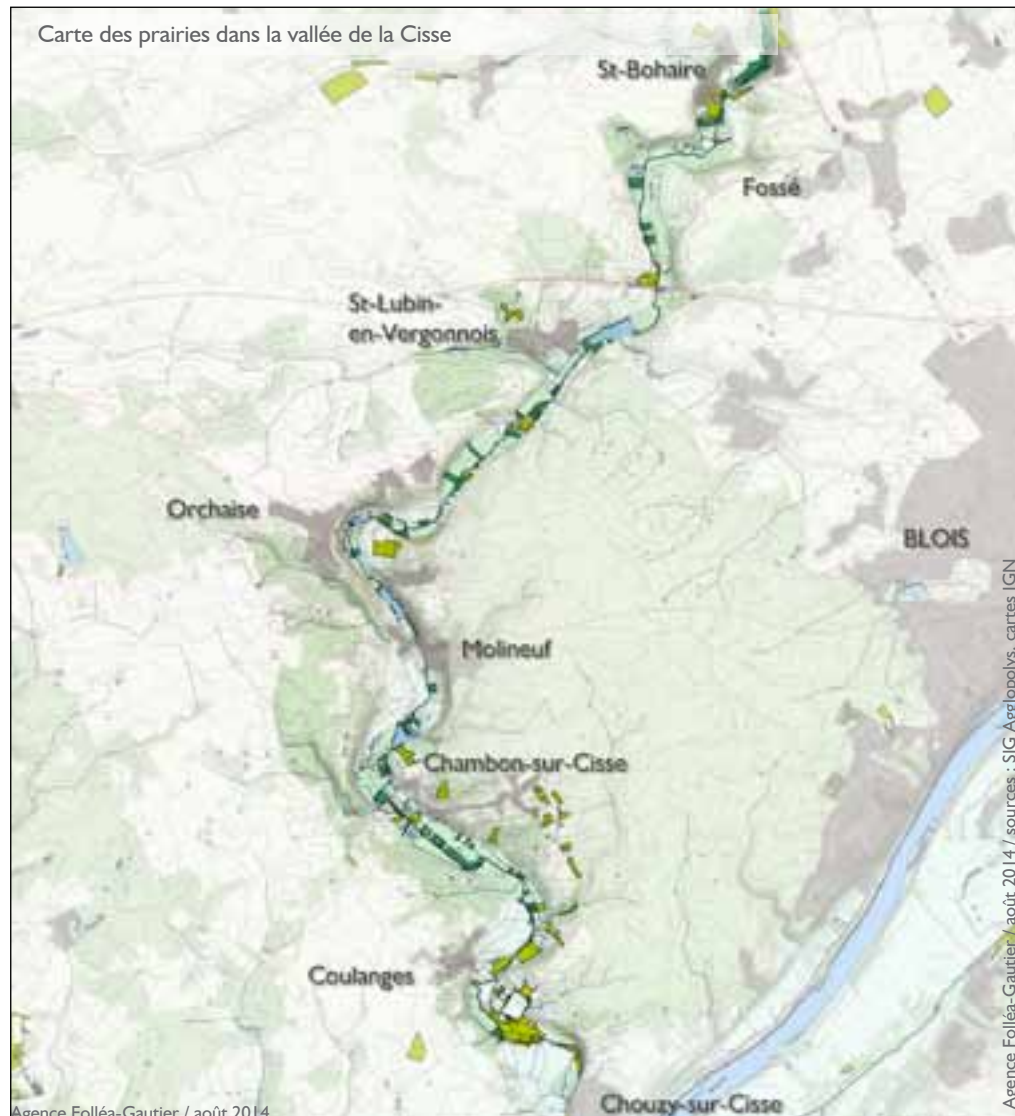 Carte des prairies dans la vallée de la Cisse
St-Bohaire
Fossé
St-Lubin-
en-Vergonnois
Orchaise
BLOIS
Molineuf
Chambon-sur-Cisse
Coulanges
Chouzy-sur-Cisse
Agence Folléa-Gautier / août 2014
Agence Folléa-Gautier / août 2014 / sources : SIG Agglopolys, cartes IGN